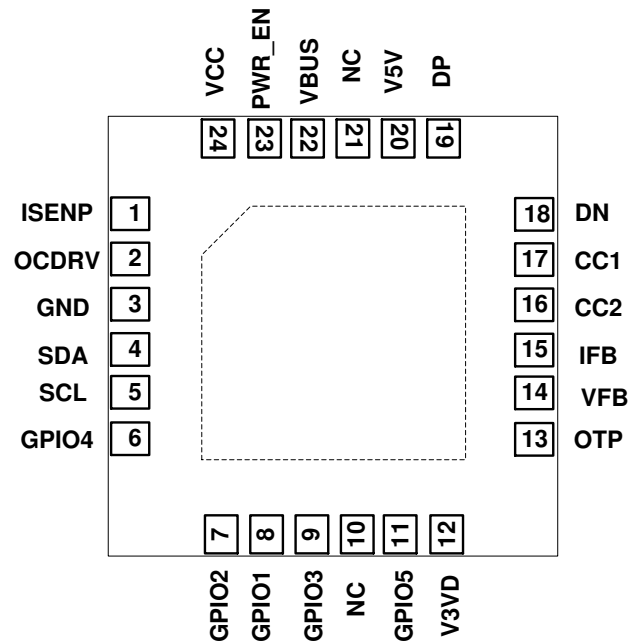 VCC PWR_EN VBUS NC V5V DP
24 23 22 21 20 19
ISENP 1 18 DN
OCDRV 2 17 CC1
GND 3 16 CC2
SDA 4 15 IFB
SCL 5 14 VFB
GPIO4 6 13 OTP
7 8 9 10 11 12
GPIO2 GPIO1 GPIO3 NC GPIO5 V3VD